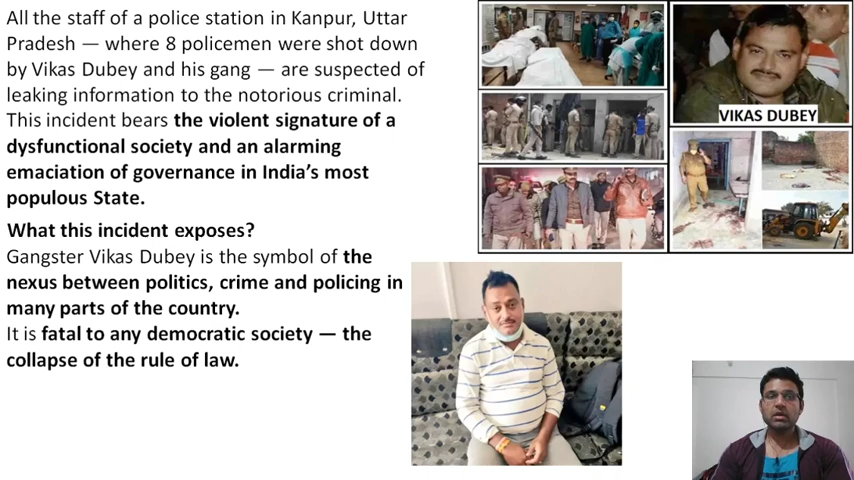 All the staff of a police station in Kanpur, Uttar
Pradesh — where 8 policemen were shot down
by Vikas Dubey and his gang — are suspected of
leaking information to the notorious criminal.
This incident bears the violent signature of a
dysfunctional society and an alarming
emaciation of governance in India’s most
populous State.
What this incident exposes?
Gangster Vikas Dubey is the symbol of the
nexus between politics, crime and policing in
many parts of the country.
It is fatal to any democratic society — the
collapse of the rule of law.
VIKAS DUBEY